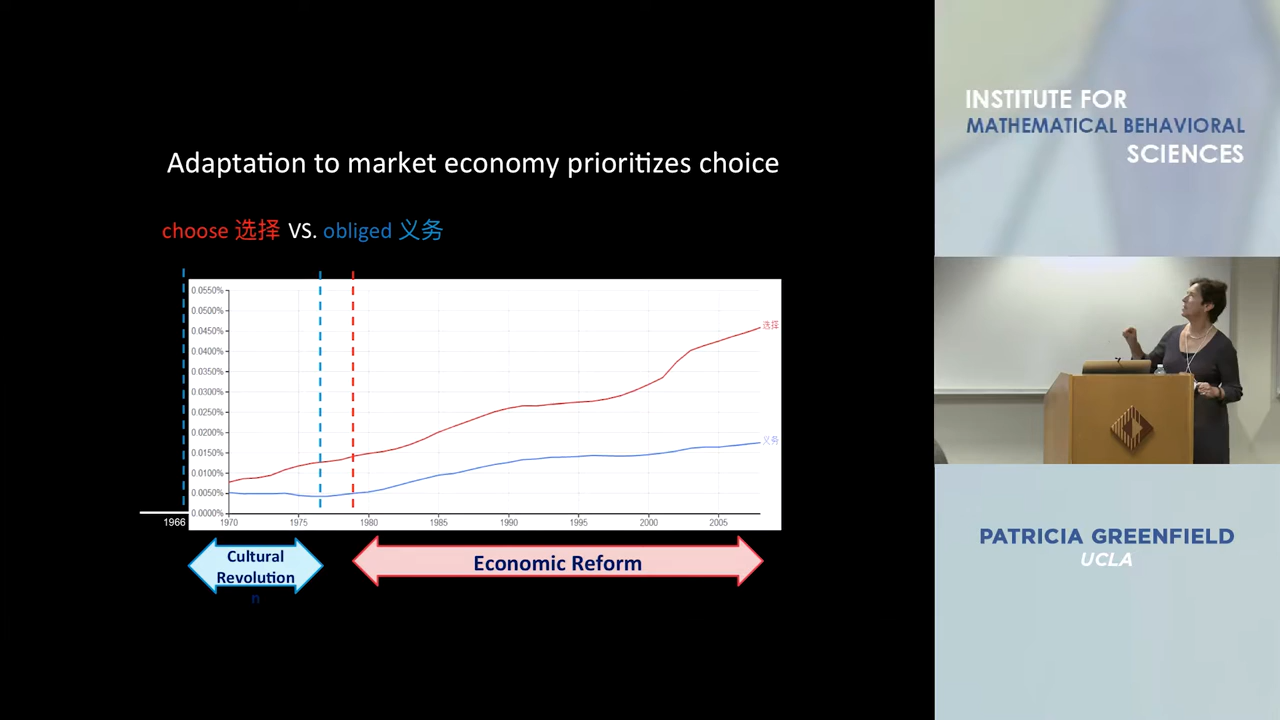 Adaptation to market economy prioritizes choice
choose 选择 VS. obliged 义务
0.0550%
0.0500%
0.0450%
0.0400%
0.0350%
0.0300%
0.0250%
0.0200%
0.0150%
0.0100%
0.0050%
0.0000%
选择
义务
1966 1970 1975 1980 1985 1990 1995 2000 2005
Cultural
Revolution
n
Economic Reform
INSTITUTE FOR
MATHEMATICAL BEHAVIORAL
SCIENCES
PATRICIA GREENFIELD
UCLA